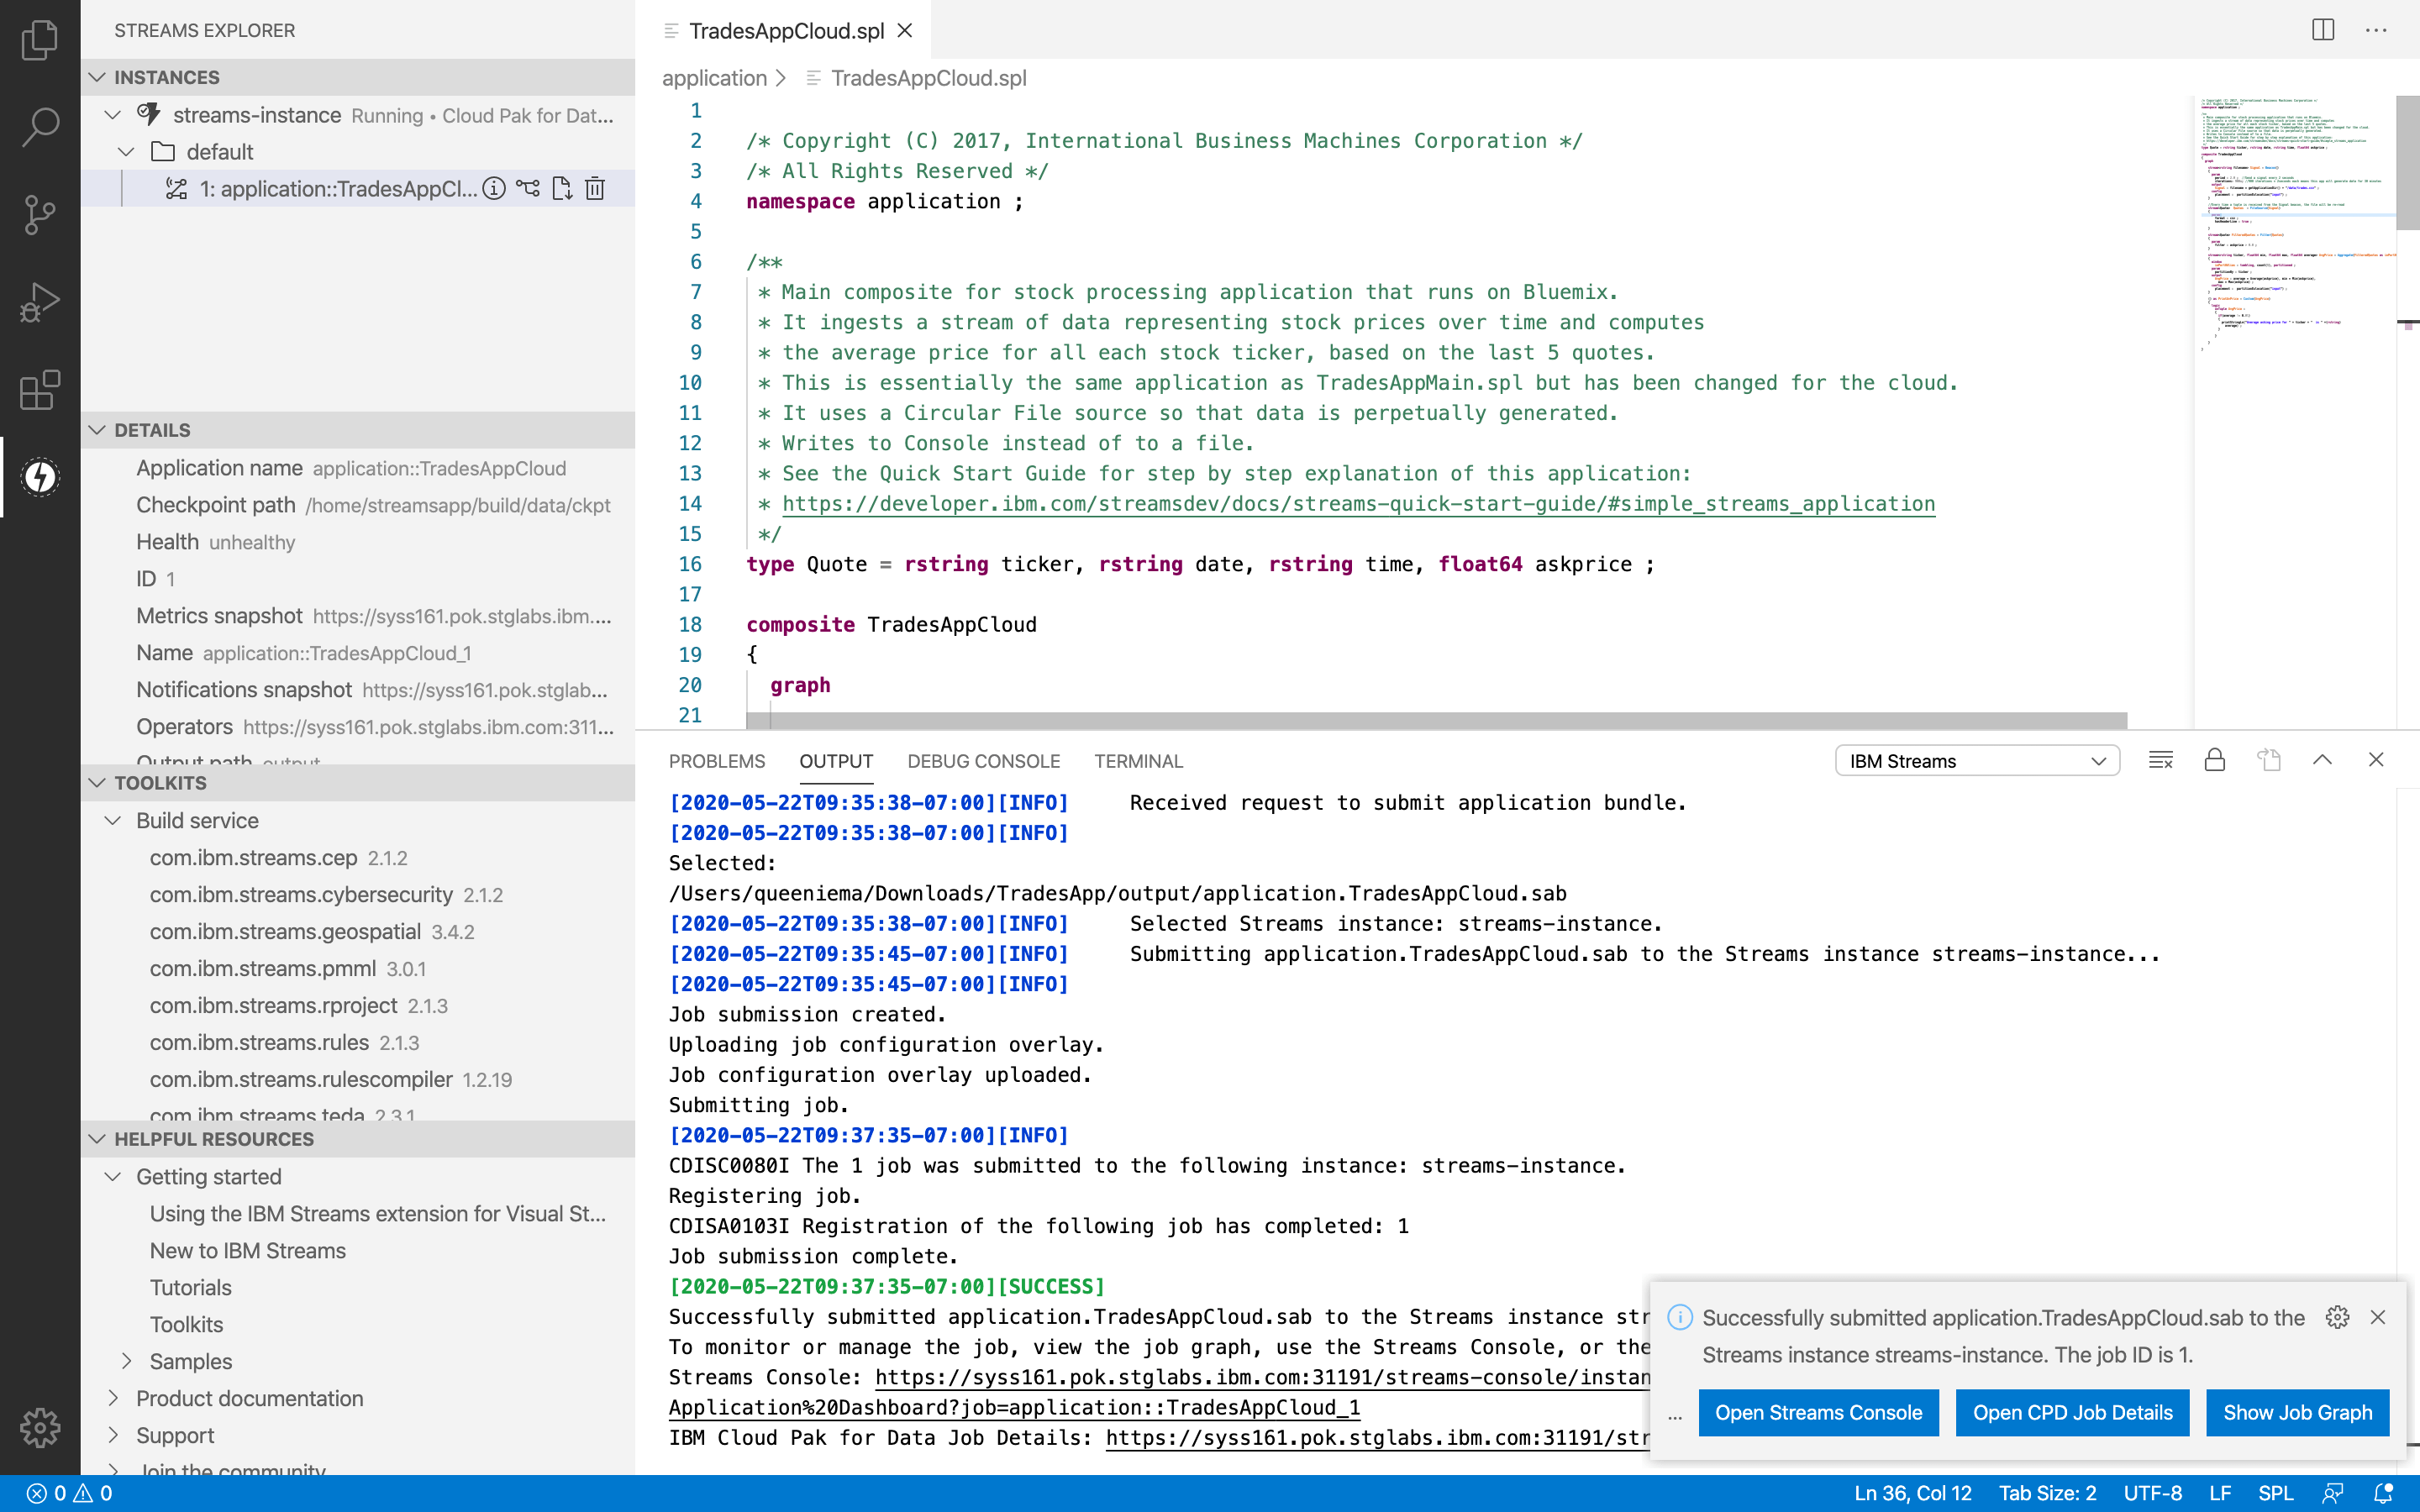 STREAMS EXPLORER
INSTANCES
streams-instance Running • Cloud Pak for Dat...
default
1: application::TradesAppCl...
DETAILS
Application name application::TradesAppCloud
Checkpoint path /home/streamsapp/build/data/ckpt
Health unhealthy
ID 1
Metrics snapshot https://syss161.pok.stglabs.ibm....
Name application::TradesAppCloud_1
Notifications snapshot https://syss161.pok.stglab...
Operators https://syss161.pok.stglabs.ibm.com:311...
Output path output
TOOLKITS
Build service
com.ibm.streams.cep 2.1.2
com.ibm.streams.cybersecurity 2.1.2
com.ibm.streams.geospatial 3.4.2
com.ibm.streams.pmml 3.0.1
com.ibm.streams.rproject 2.1.3
com.ibm.streams.rules 2.1.3
com.ibm.streams.rulescompiler 1.2.19
com.ibm.streams.teda 2.3.1
HELPFUL RESOURCES
Getting started
Using the IBM Streams extension for Visual St...
New to IBM Streams
Tutorials
Toolkits
Samples
Product documentation
Support
Join the community
TradesAppCloud.spl
application > TradesAppCloud.spl
1
2 /* Copyright (C) 2017, International Business Machines Corporation */
3 /* All Rights Reserved */
4 namespace application ;
5
6 /**
7 * Main composite for stock processing application that runs on Bluemix.
8 * It ingests a stream of data representing stock prices over time and computes
9 * the average price for all each stock ticker, based on the last 5 quotes.
10 * This is essentially the same application as TradesAppMain.spl but has been changed for the cloud.
11 * It uses a Circular File source so that data is perpetually generated.
12 * Writes to Console instead of to a file.
13 * See the Quick Start Guide for step by step explanation of this application:
14 * https://developer.ibm.com/streamsdev/docs/streams-quick-start-guide/#simple_streams_application
15 */
16 type Quote = rstring ticker, rstring date, rstring time, float64 askprice ;
17
18 composite TradesAppCloud
19 {
20 graph
21
PROBLEMS OUTPUT DEBUG CONSOLE TERMINAL IBM Streams
[2020-05-22T09:35:38-07:00][INFO] Received request to submit application bundle.
[2020-05-22T09:35:38-07:00][INFO]
Selected:
/Users/queeniema/Downloads/TradesApp/output/application.TradesAppCloud.sab
[2020-05-22T09:35:38-07:00][INFO] Selected Streams instance: streams-instance.
[2020-05-22T09:35:45-07:00][INFO] Submitting application.TradesAppCloud.sab to the Streams instance streams-instance...
[2020-05-22T09:35:45-07:00][INFO]
Job submission created.
Uploading job configuration overlay.
Job configuration overlay uploaded.
Submitting job.
[2020-05-22T09:37:35-07:00][INFO]
CDISC0080I The 1 job was submitted to the following instance: streams-instance.
Registering job.
CDISA0103I Registration of the following job has completed: 1
Job submission complete.
[2020-05-22T09:37:35-07:00][SUCCESS]
Successfully submitted application.TradesAppCloud.sab to the Streams instance str
To monitor or manage the job, view the job graph, use the Streams Console, or the
Streams Console: https://syss161.pok.stglabs.ibm.com:31191/streams-console/instan
Application%20Dashboard?job=application::TradesAppCloud_1
IBM Cloud Pak for Data Job Details: https://syss161.pok.stglabs.ibm.com:31191/str
Successfully submitted application.TradesAppCloud.sab to the
Streams instance streams-instance. The job ID is 1.
... Open Streams Console Open CPD Job Details Show Job Graph
0 0 Ln 36, Col 12 Tab Size: 2 UTF-8 LF SPL